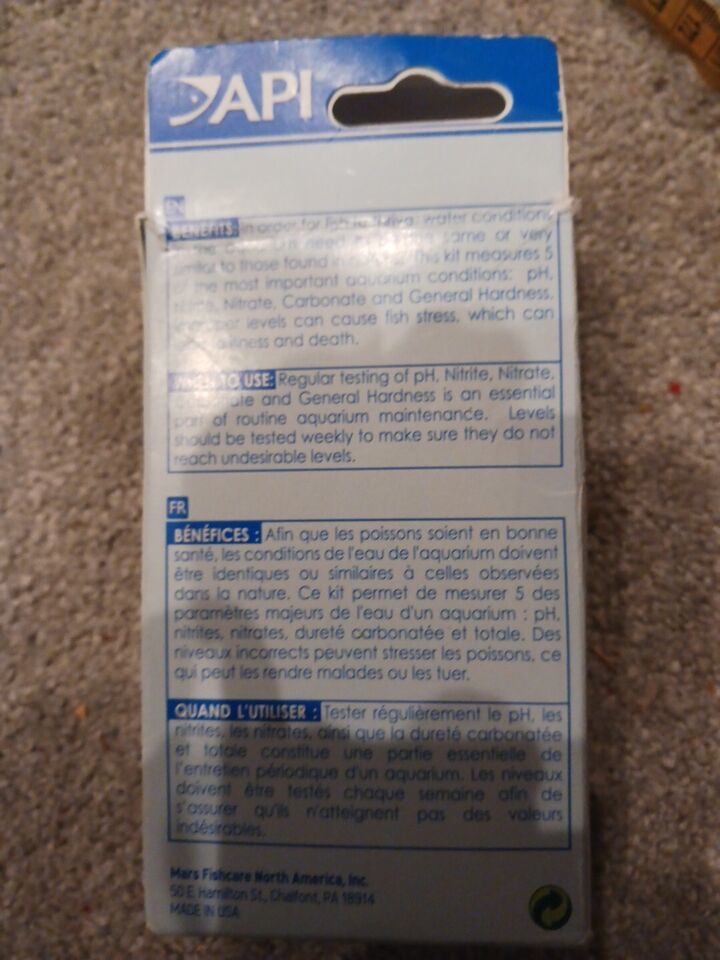 API
EN
BENEFITS: In order for fish to thrive, water conditions
same or very
similar to those found in This kit measures 5
of the most important aquarium conditions: pH,
Nitrite, Nitrate, Carbonate and General Hardness.
Improper levels can cause fish stress, which can
illness and death.
WHEN TO USE: Regular testing of pH, Nitrite, Nitrate,
Carbonate and General Hardness is an essential
part of routine aquarium maintenance. Levels
should be tested weekly to make sure they do not
reach undesirable levels.
FR
BÉNÉFICES : Afin que les poissons soient en bonne
santé, les conditions de l'eau de l'aquarium doivent
être identiques ou similaires à celles observées
dans la nature. Ce kit permet de mesurer 5 des
paramètres majeurs de l'eau d'un aquarium : pH,
nitrites, nitrates, dureté carbonatée et totale. Des
niveaux incorrects peuvent stresser les poissons, ce
qui peut les rendre malades ou les tuer.
QUAND L'UTILISER : Tester régulièrement le pH, les
nitrites, les nitrates, ainsi que la dureté carbonatée
et totale constitue une partie essentielle de
l'entretien périodique d'un aquarium. Les niveaux
doivent être testés chaque semaine afin de
s'assurer qu'ils n'atteignent pas des valeurs
indésirables.
Mars Fishcare North America, Inc.
50 E. Hamilton St., Chalfont, PA 18914
MADE IN USA